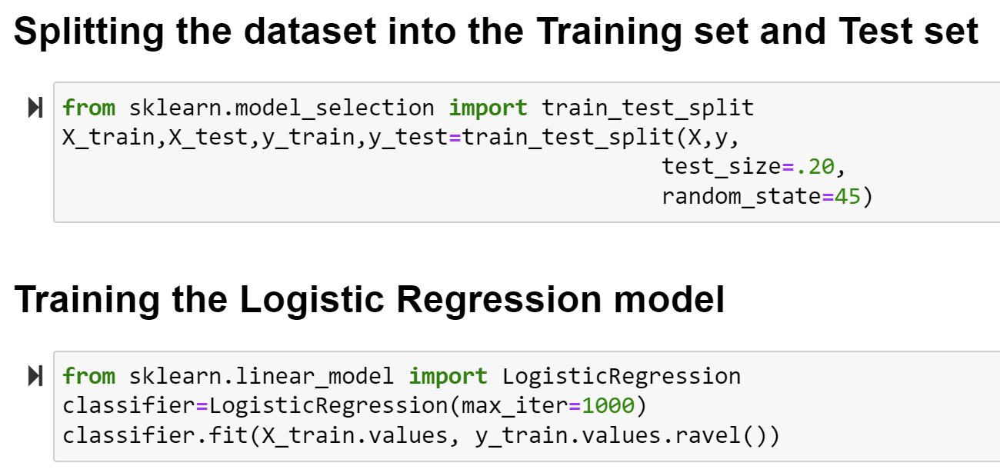 Splitting the dataset into the Training set and Test set
from sklearn.model_selection import train_test_split
X_train,X_test,y_train,y_test=train_test_split(X,y,
test_size=.20,
random_state=45)
Training the Logistic Regression model
from sklearn.linear_model import LogisticRegression
classifier=LogisticRegression(max_iter=1000)
classifier.fit(X_train.values, y_train.values.ravel())